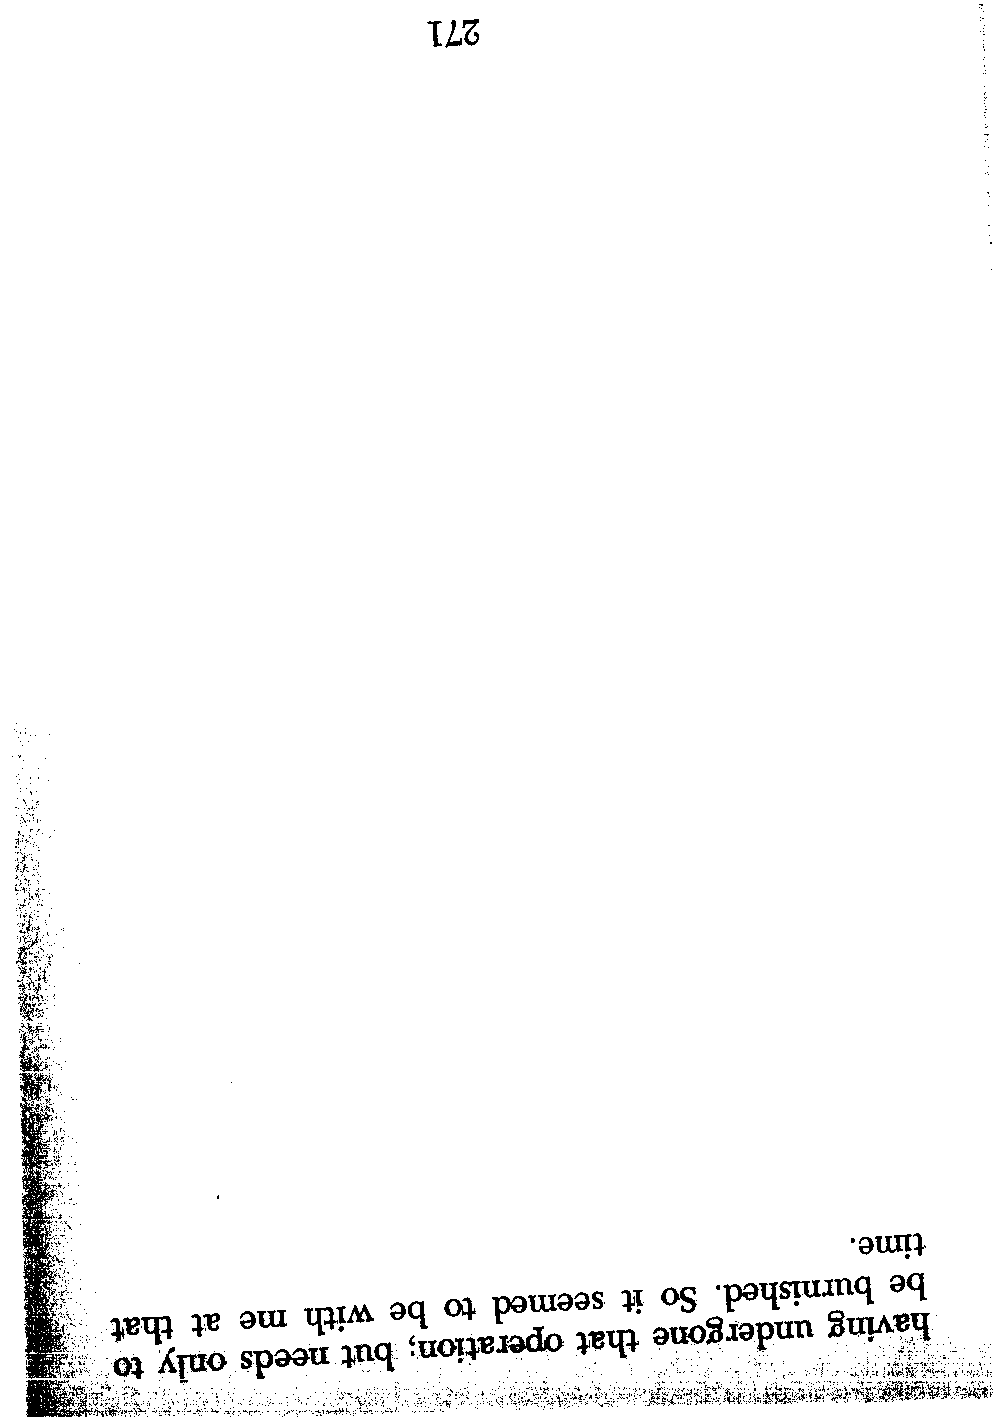 having undergone that operation; but needs only to
be burnished. So it seemed to be with me at that
time.
271